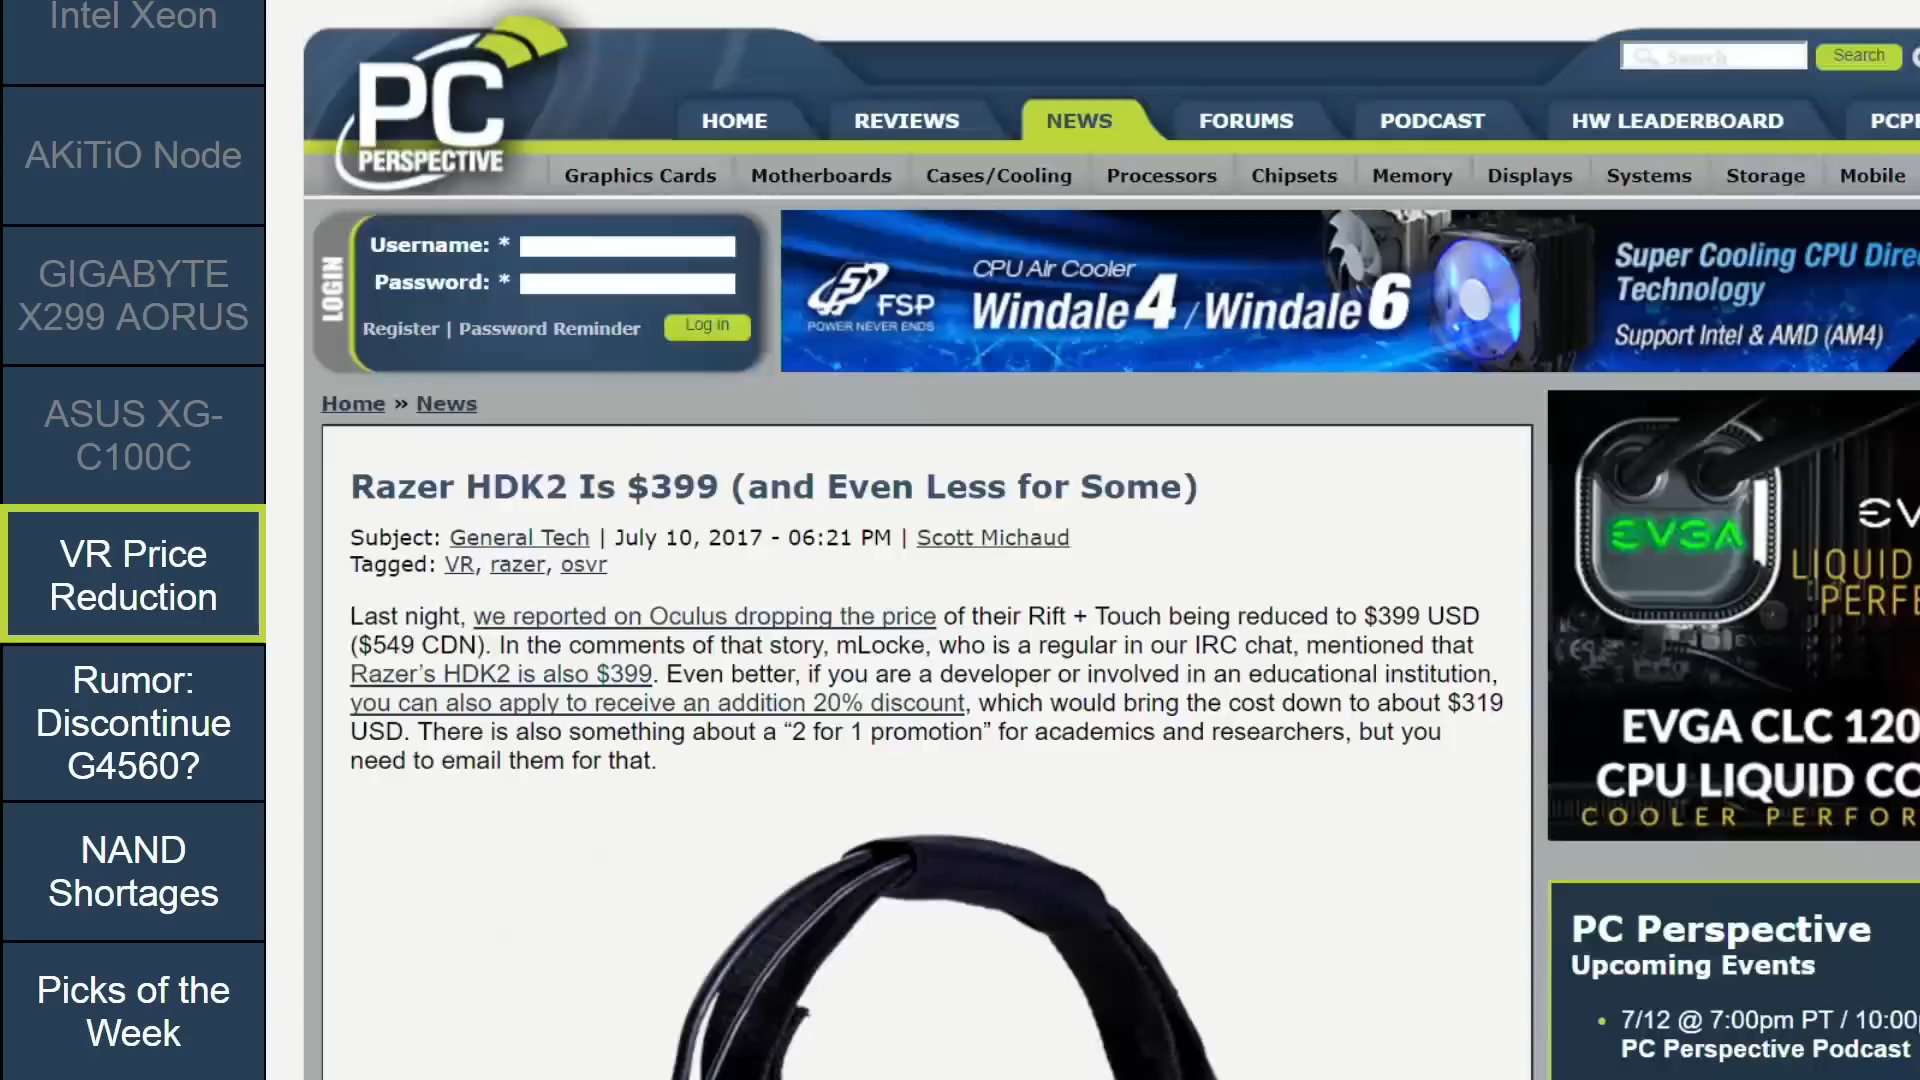 Intel Xeon
AKiTiO Node
GIGABYTE
X299 AORUS
ASUS XG-
C100C
VR Price
Reduction
Rumor:
Discontinue
G4560?
NAND
Shortages
Picks of the
Week
PC
PERSPECTIVE
Search
Search
HOME
REVIEWS
NEWS
FORUMS
PODCAST
HW LEADERBOARD
PCP
Graphics Cards
Motherboards
Cases/Cooling
Processors
Chipsets
Memory
Displays
Systems
Storage
Mobile
LOGIN
Username: *
Password: *
Register | Password Reminder
Log in
FSP
POWER NEVER ENDS
CPU Air Cooler
Windale 4 / Windale 6
Super Cooling CPU Dire
Technology
Support Intel & AMD (AM4)
Home » News
Razer HDK2 Is $399 (and Even Less for Some)
Subject: General Tech | July 10, 2017 - 06:21 PM | Scott Michaud
Tagged: VR, razer, osvr
Last night, we reported on Oculus dropping the price of their Rift + Touch being reduced to $399 USD
($549 CDN). In the comments of that story, mLocke, who is a regular in our IRC chat, mentioned that
Razer’s HDK2 is also $399. Even better, if you are a developer or involved in an educational institution,
you can also apply to receive an addition 20% discount, which would bring the cost down to about $319
USD. There is also something about a “2 for 1 promotion” for academics and researchers, but you
need to email them for that.
EVGA
EV
LIQUID
PERFE
EVGA CLC 120
CPU LIQUID CO
COOLER PERFOR
PC Perspective
Upcoming Events
• 7/12 @ 7:00pm PT / 10:00
PC Perspective Podcast